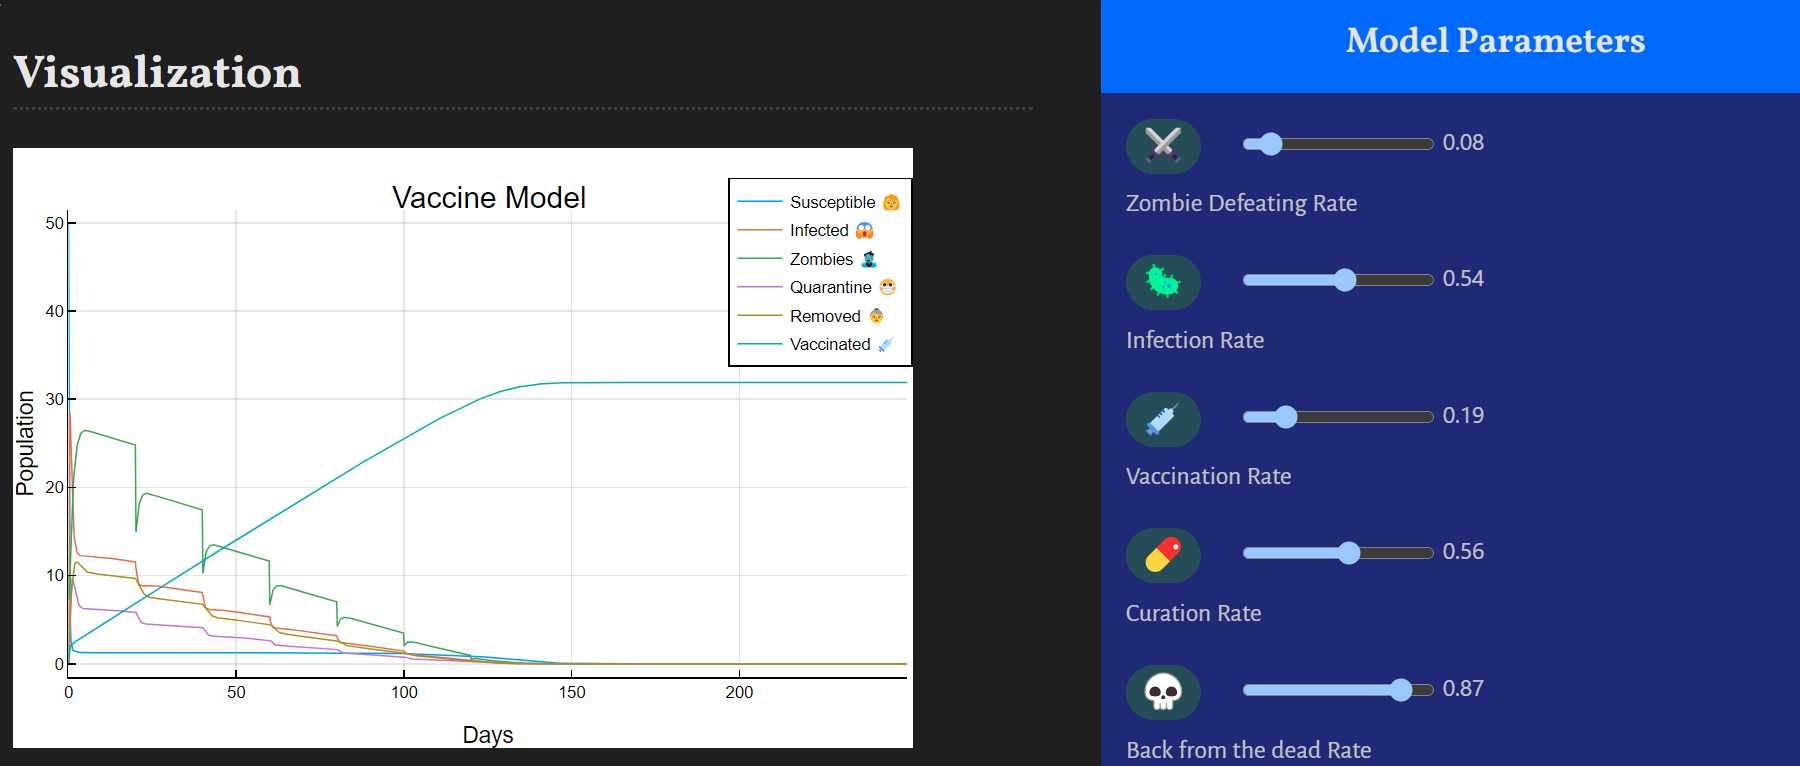 Visualization
Vaccine Model
Susceptible
Infected
Zombies
Quarantine
Removed
Vaccinated
Population
50
40
30
20
10
0
0
50
100
150
200
Days
Model Parameters
0.08
Zombie Defeating Rate
0.54
Infection Rate
0.19
Vaccination Rate
0.56
Curation Rate
0.87
Back from the dead Rate